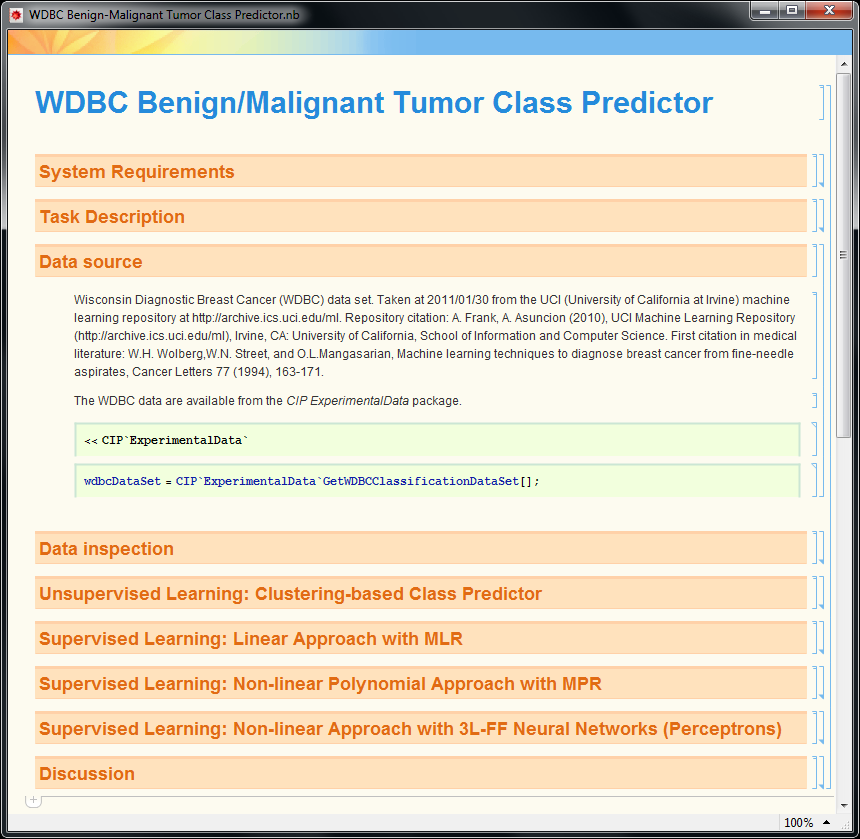 WDBC Benign-Malignant Tumor Class Predictor.nb
WDBC Benign/Malignant Tumor Class Predictor
System Requirements
Task Description
Data source
Wisconsin Diagnostic Breast Cancer (WDBC) data set. Taken at 2011/01/30 from the UCI (University of California at Irvine) machine
learning repository at http://archive.ics.uci.edu/ml. Repository citation: A. Frank, A. Asuncion (2010), UCI Machine Learning Repository
(http://archive.ics.uci.edu/ml), Irvine, CA: University of California, School of Information and Computer Science. First citation in medical
literature: W.H. Wolberg,W.N. Street, and O.L.Mangasarian, Machine learning techniques to diagnose breast cancer from fine-needle
aspirates, Cancer Letters 77 (1994), 163-171.
The WDBC data are available from the CIP ExperimentalData package.
<< CIP`ExperimentalData`
wdbcDataSet = CIP`ExperimentalData`GetWDBCClassificationDataSet[];
Data inspection
Unsupervised Learning: Clustering-based Class Predictor
Supervised Learning: Linear Approach with MLR
Supervised Learning: Non-linear Polynomial Approach with MPR
Supervised Learning: Non-linear Approach with 3L-FF Neural Networks (Perceptrons)
Discussion
100%